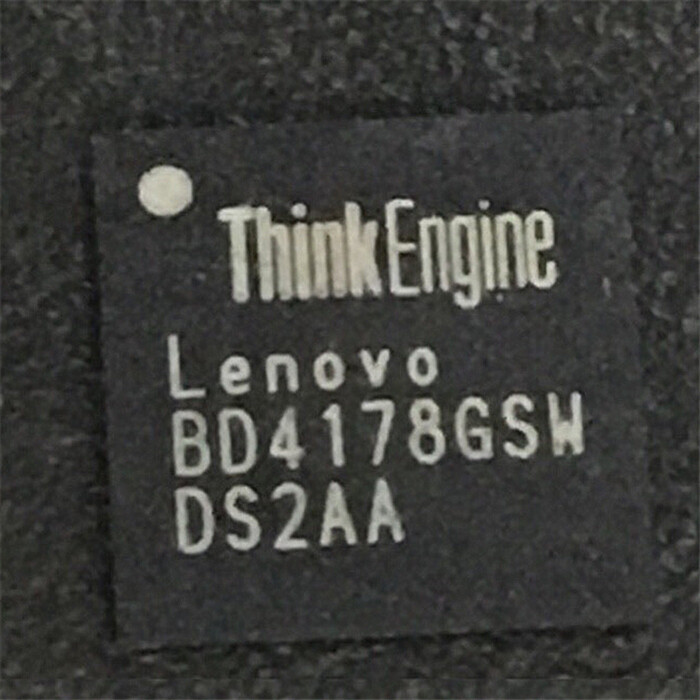 ThinkEngine
Lenovo
BD4178GSW
DS2AA